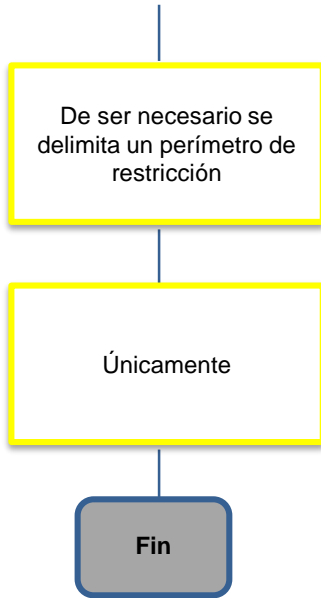 De ser necesario se
delimita un perímetro de
restricción
Únicamente
Fin